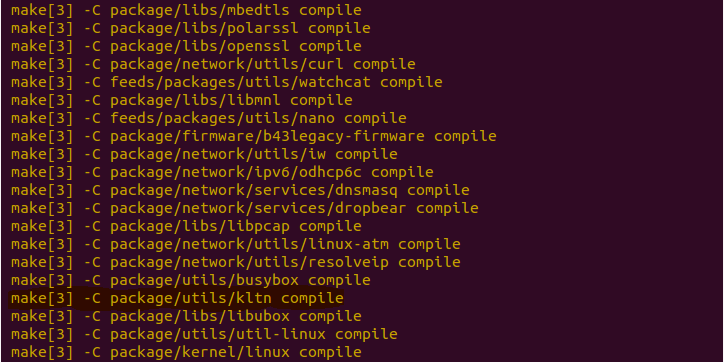 make[3] -C package/libs/mbedtls compile
make[3] -C package/libs/polarssl compile
make[3] -C package/libs/openssl compile
make[3] -C package/network/utils/curl compile
make[3] -C feeds/packages/utils/watchcat compile
make[3] -C package/libs/libmnl compile
make[3] -C feeds/packages/utils/nano compile
make[3] -C package/firmware/b43legacy-firmware compile
make[3] -C package/network/utils/iw compile
make[3] -C package/network/ipv6/odhcp6c compile
make[3] -C package/network/services/dnsmasq compile
make[3] -C package/network/services/dropbear compile
make[3] -C package/libs/libpcap compile
make[3] -C package/network/utils/linux-atm compile
make[3] -C package/network/utils/resolveip compile
make[3] -C package/utils/busybox compile
make[3] -C package/utils/kltn compile
make[3] -C package/libs/libubox compile
make[3] -C package/utils/util-linux compile
make[3] -C package/kernel/linux compile